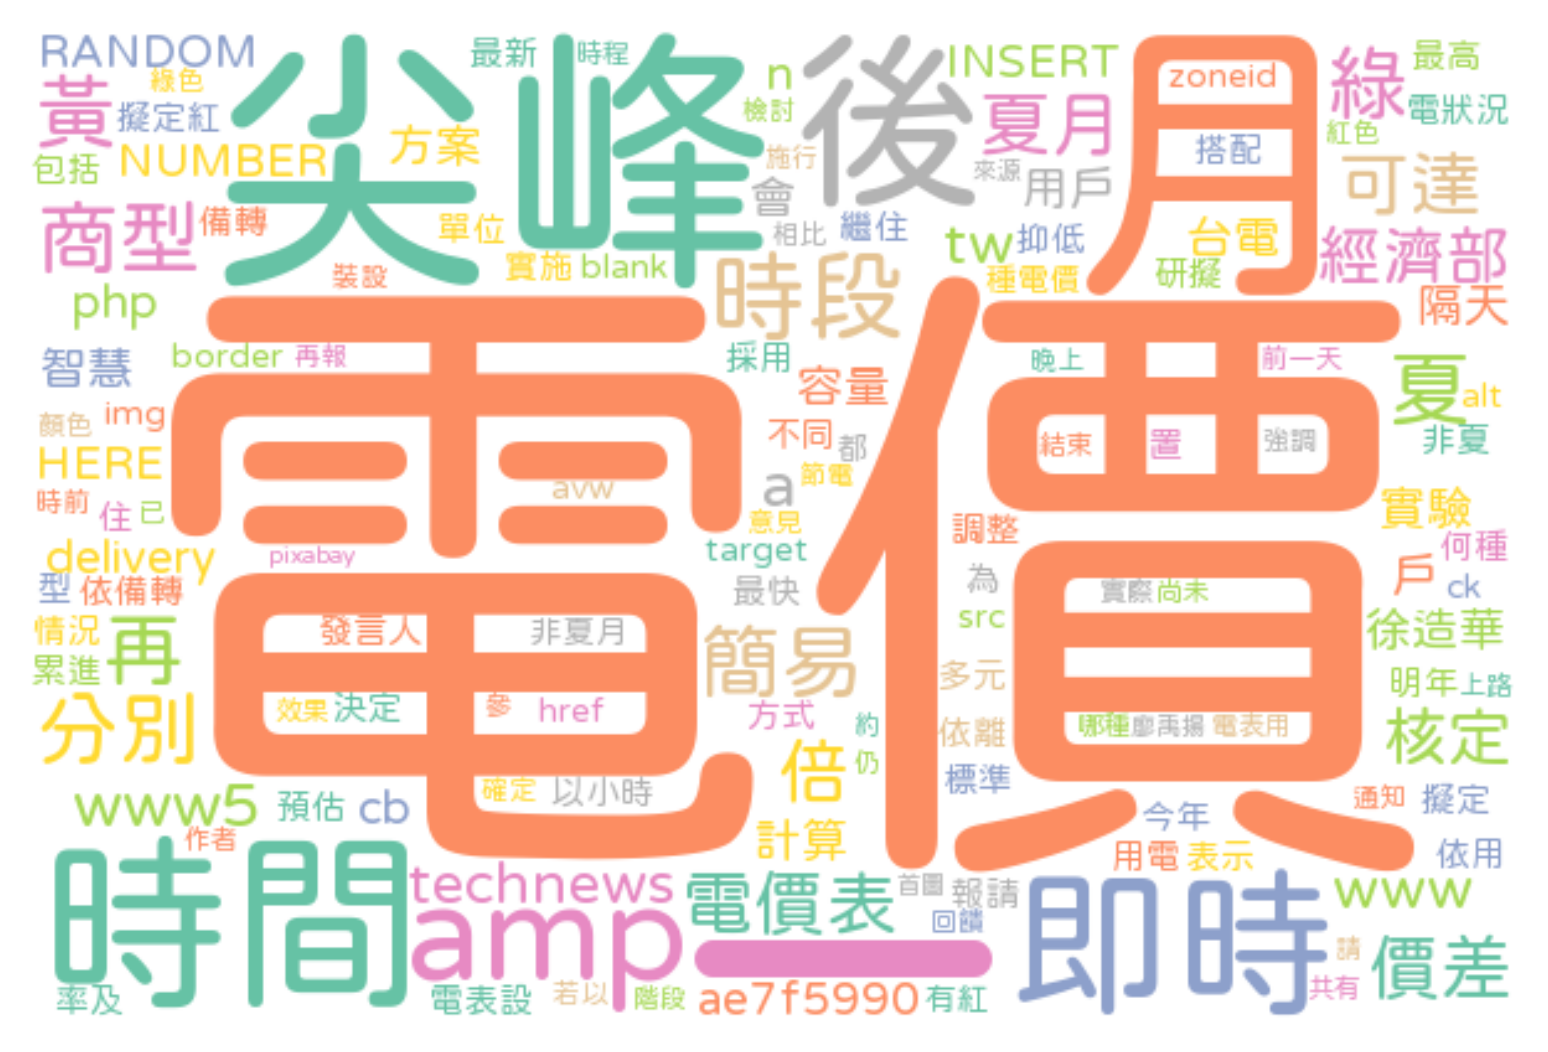 RANDOM
尖峰
最新
時程
後
INSERT
月
zoneid
綠
最高
黃
綠色
擬定紅
方案
n
檢討
夏月
搭配
電狀況
紅色
包括
NUMBER
施行
來源
用戶
可達
商型
備轉
單位
會
相比
繼住
tw
抑低
台電
經濟部
php
裝設
實施
blank
時段
種電價
研擬
隔天
電價
智慧
border
再報
採用
容量
晚上
前一天
夏
alt
顏色
img
不同
都
結束
置
強調
非夏
HERE
avw
a
節電
時前
住
已
意見
調整
實驗
delivery
pixabay
target
何種
型
依備轉
最快
為
實際
尚未
戶
ck
情況
再
發言人
非夏月
簡易
src
徐造華
累進
多元
明年
上路
分別
效果
決定
參
href
方式
約
依離
哪種
廖禹揚
電表用
核定
倍
仍
標準
www5
預估
cb
確定
以小時
今年
通知
擬定
作者
計算
用電
表示
依用
時間
technews
電價表
首圖
報請
即時
www
amp
回饋
請
價差
率及
電表設
若以
階段
ae7f5990
有紅
共有